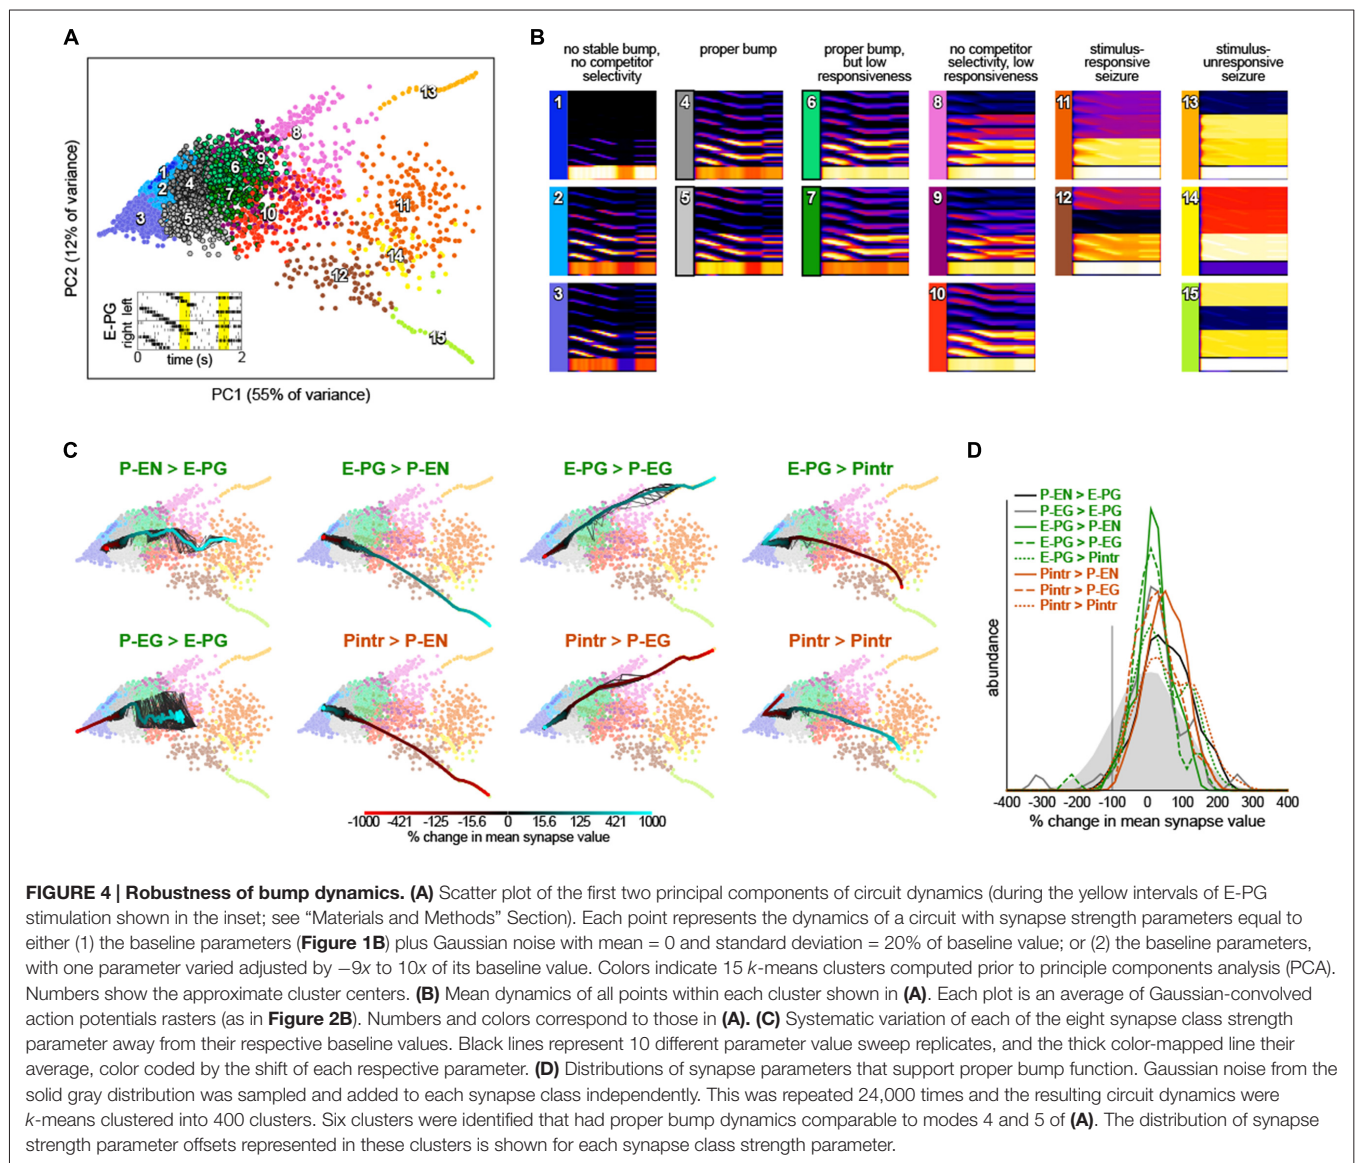 A
PC2 (12% of variance)
13
8
9
6
1
2
4
7
3
5
10
11
14
12
15
E-PG
right left
0 time (s) 2
PC1 (55% of variance)
B
no stable bump,
no competitor
selectivity
proper bump
proper bump,
but low
responsiveness
no competitor
selectivity, low
responsiveness
stimulus-
responsive
seizure
stimulus-
unresponsive
seizure
1
4
6
8
11
13
2
5
7
9
12
14
3
10
15
C
P-EN > E-PG
E-PG > P-EN
E-PG > P-EG
E-PG > Pintr
P-EG > E-PG
Pintr > P-EN
Pintr > P-EG
Pintr > Pintr
-1000 -421 -125 -15.6 0 15.6 125 421 1000
% change in mean synapse value
D
P-EN > E-PG
P-EG > E-PG
E-PG > P-EN
E-PG > P-EG
E-PG > Pintr
Pintr > P-EN
Pintr > P-EG
Pintr > Pintr
abundance
-400 -300 -200 -100 0 100 200 300 400
% change in mean synapse value
FIGURE 4 | Robustness of bump dynamics. (A) Scatter plot of the first two principal components of circuit dynamics (during the yellow intervals of E-PG
stimulation shown in the inset; see “Materials and Methods” Section). Each point represents the dynamics of a circuit with synapse strength parameters equal to
either (1) the baseline parameters (Figure 1B) plus Gaussian noise with mean = 0 and standard deviation = 20% of baseline value; or (2) the baseline parameters,
with one parameter varied adjusted by −9x to 10x of its baseline value. Colors indicate 15 k-means clusters computed prior to principle components analysis (PCA).
Numbers show the approximate cluster centers. (B) Mean dynamics of all points within each cluster shown in (A). Each plot is an average of Gaussian-convolved
action potentials rasters (as in Figure 2B). Numbers and colors correspond to those in (A). (C) Systematic variation of each of the eight synapse class strength
parameter away from their respective baseline values. Black lines represent 10 different parameter value sweep replicates, and the thick color-mapped line their
average, color coded by the shift of each respective parameter. (D) Distributions of synapse parameters that support proper bump function. Gaussian noise from the
solid gray distribution was sampled and added to each synapse class independently. This was repeated 24,000 times and the resulting circuit dynamics were
k-means clustered into 400 clusters. Six clusters were identified that had proper bump dynamics comparable to modes 4 and 5 of (A). The distribution of synapse
strength parameter offsets represented in these clusters is shown for each synapse class strength parameter.